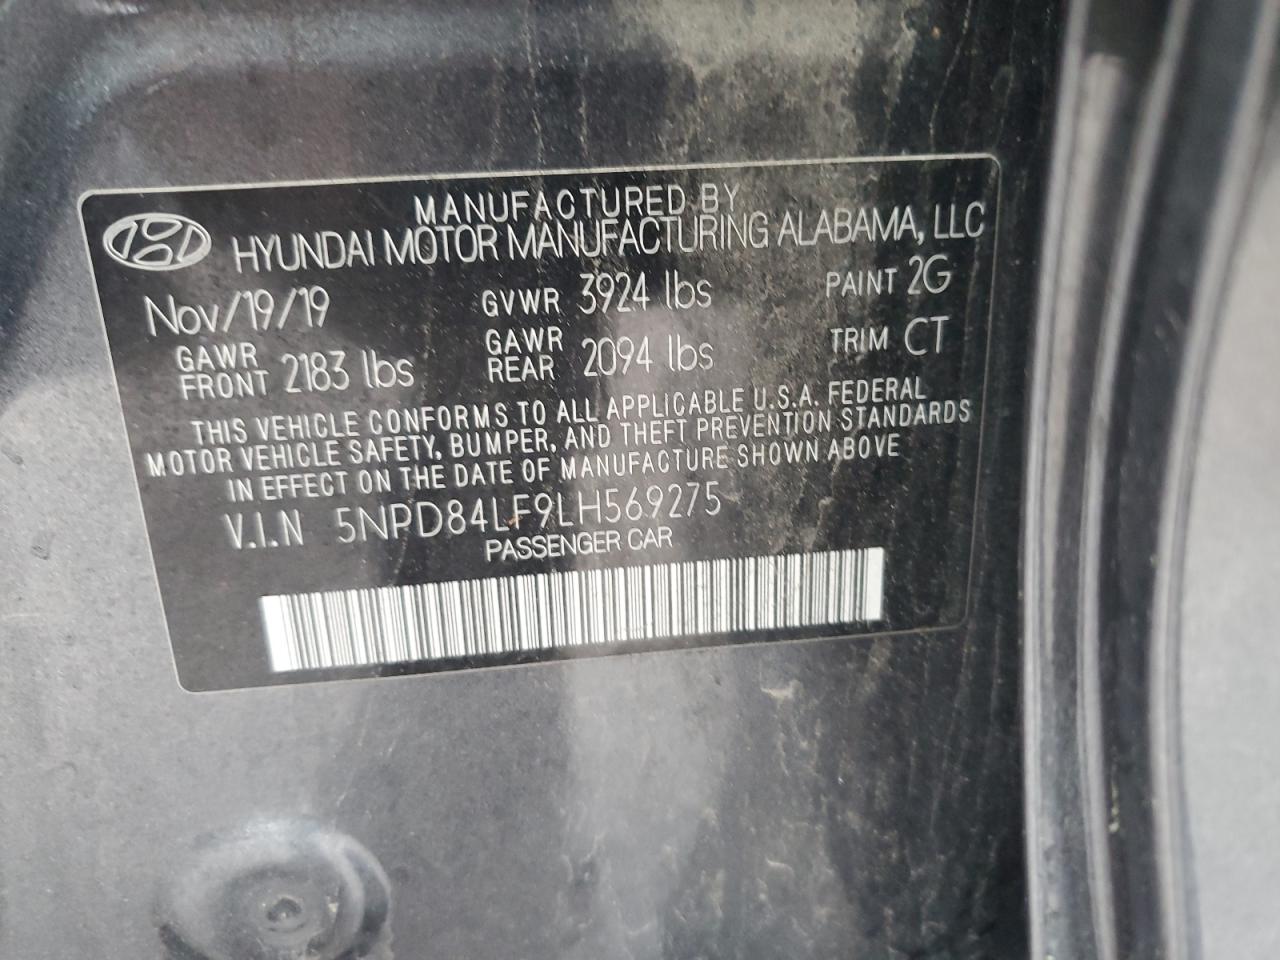 MANUFACTURED BY
HYUNDAI MOTOR MANUFACTURING ALABAMA, LLC
Nov/19/19 GVWR 3924 lbs PAINT 2G
GAWR FRONT 2183 lbs GAWR REAR 2094 lbs TRIM CT
THIS VEHICLE CONFORMS TO ALL APPLICABLE U.S.A. FEDERAL
MOTOR VEHICLE SAFETY, BUMPER, AND THEFT PREVENTION STANDARDS
IN EFFECT ON THE DATE OF MANUFACTURE SHOWN ABOVE
V.I.N 5NPD84LF9LH569275
PASSENGER CAR